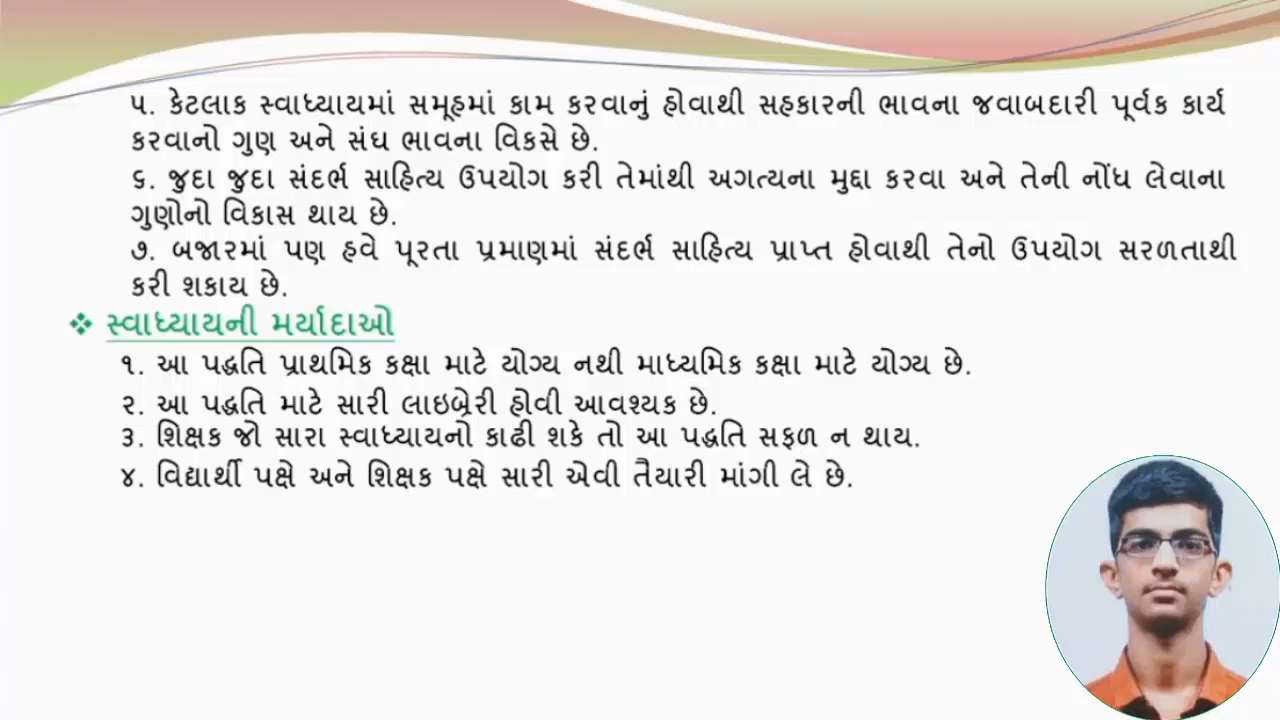 ૫. કેટલાક સ્વાધ્યાયમાં સમૂહમાં કામ કરવાનું હોવાથી સહકારની ભાવના જવાબદારી પૂર્વક કાર્ય
કરવાનો ગુણ અને સંઘ ભાવના વિકસે છે.
૬. જુદા જુદા સંદર્ભ સાહિત્ય ઉપયોગ કરી તેમાંથી અગત્યના મુદ્દા કરવા અને તેની નોંધ લેવાના
ગુણોનો વિકાસ થાય છે.
૭. બજારમાં પણ હવે પૂરતા પ્રમાણમાં સંદર્ભ સાહિત્ય પ્રાપ્ત હોવાથી તેનો ઉપયોગ સરળતાથી
કરી શકાય છે.
❖ સ્વાધ્યાયની મર્યાદાઓ
૧. આ પદ્ધતિ પ્રાથમિક કક્ષા માટે યોગ્ય નથી માધ્યમિક કક્ષા માટે યોગ્ય છે.
૨. આ પદ્ધતિ માટે સારી લાઇબ્રેરી હોવી આવશ્યક છે.
૩. શિક્ષક જો સારા સ્વાધ્યાયનો કાઢી શકે તો આ પદ્ધતિ સફળ ન થાય.
૪. વિદ્યાર્થી પક્ષે અને શિક્ષક પક્ષે સારી એવી તૈયારી માંગી લે છે.